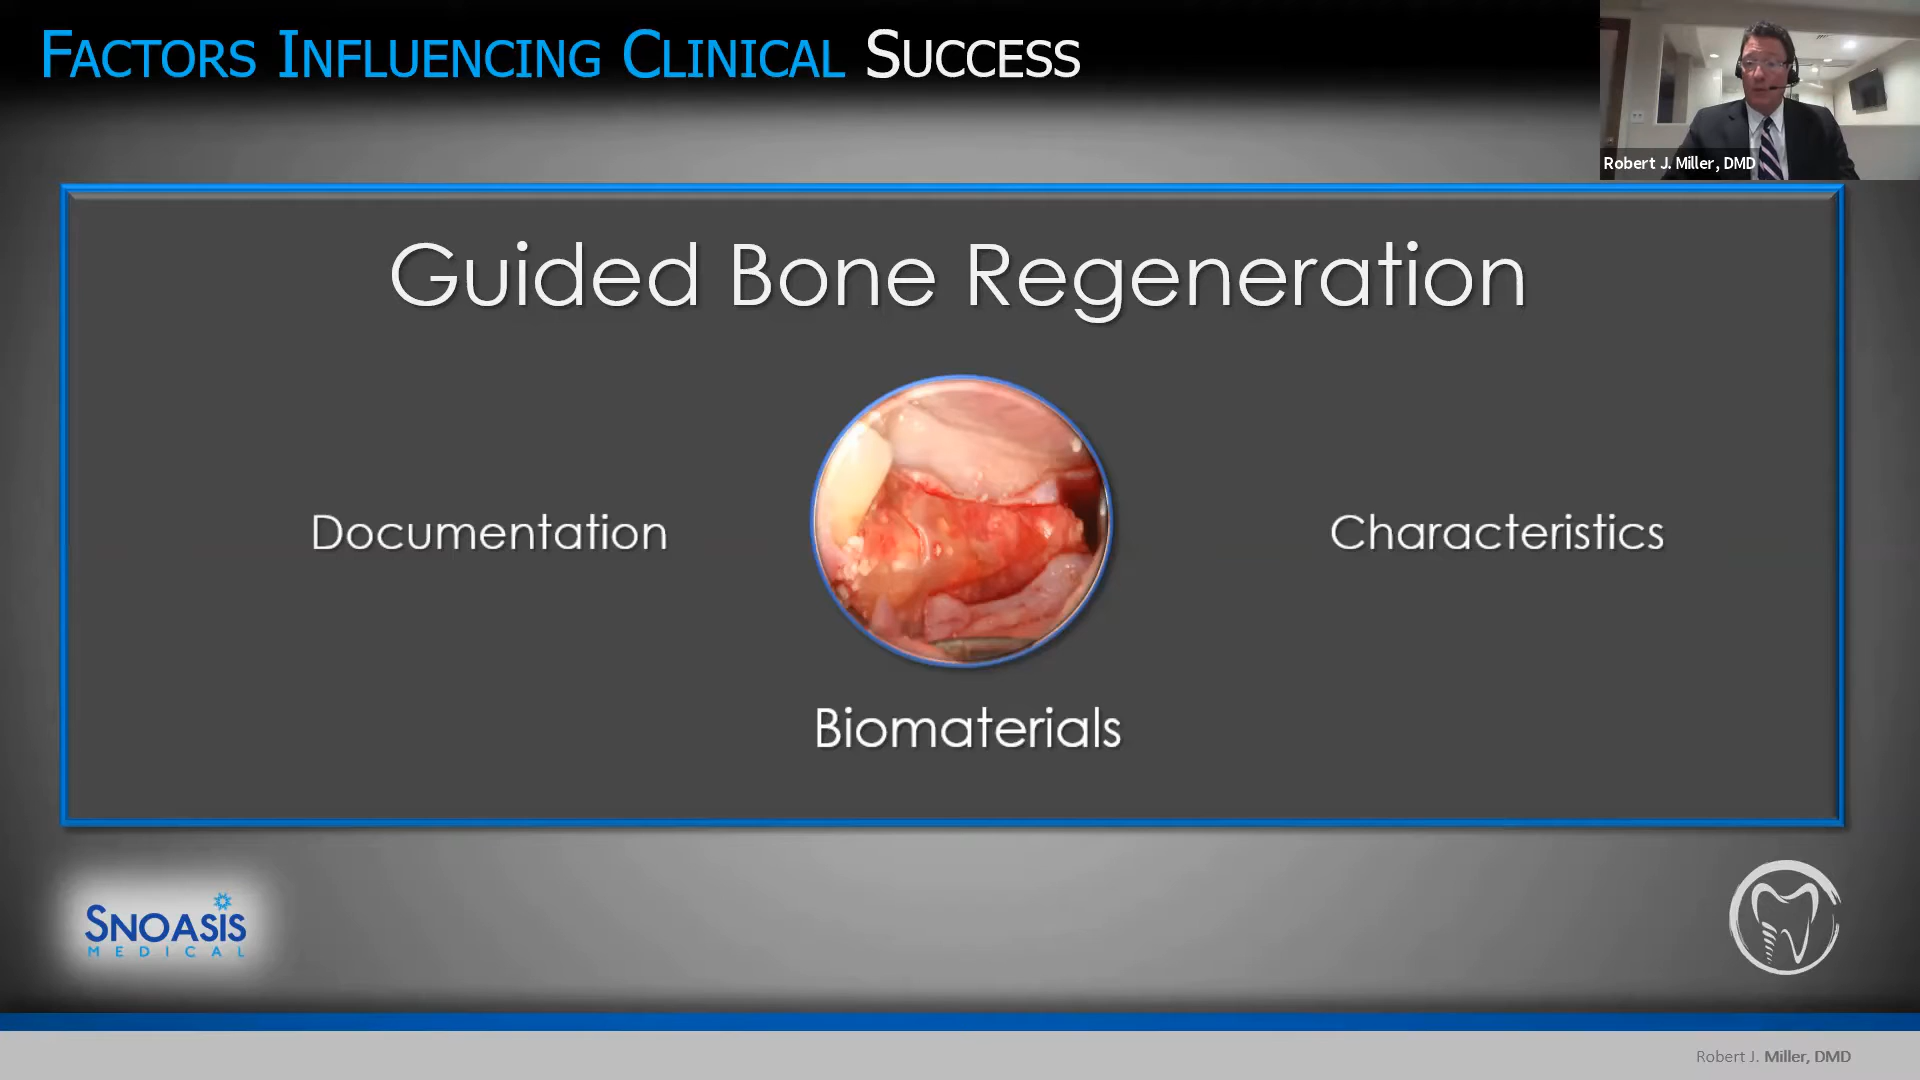 FACTORS INFLUENCING CLINICAL SUCCESS
Robert J. Miller, DMD
Guided Bone Regeneration
Documentation
Characteristics
Biomaterials
SNOASIS
MEDICAL
Robert J. Miller, DMD